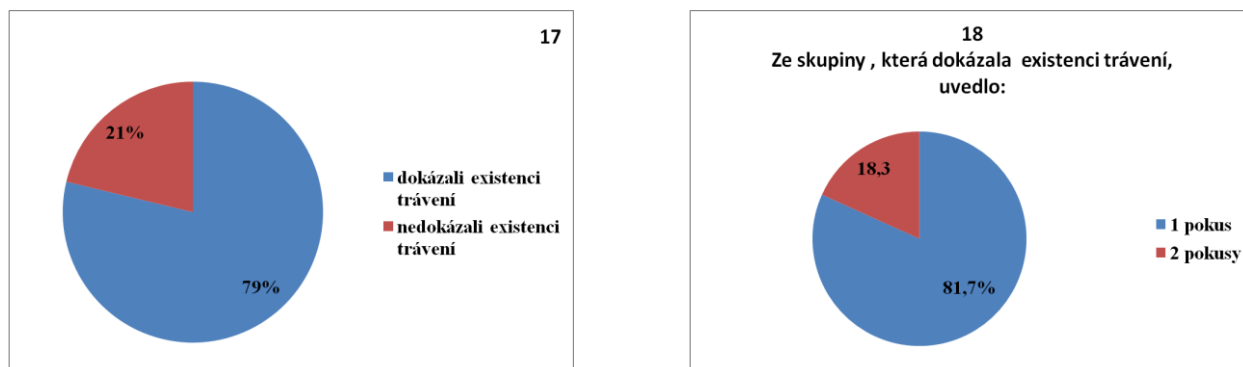 17
21%
79%
dokázali existenci
trávení
nedokázali existenci
trávení
18
Ze skupiny , která dokázala existenci trávení,
uvedlo:
18,3
81,7%
1 pokus
2 pokusy